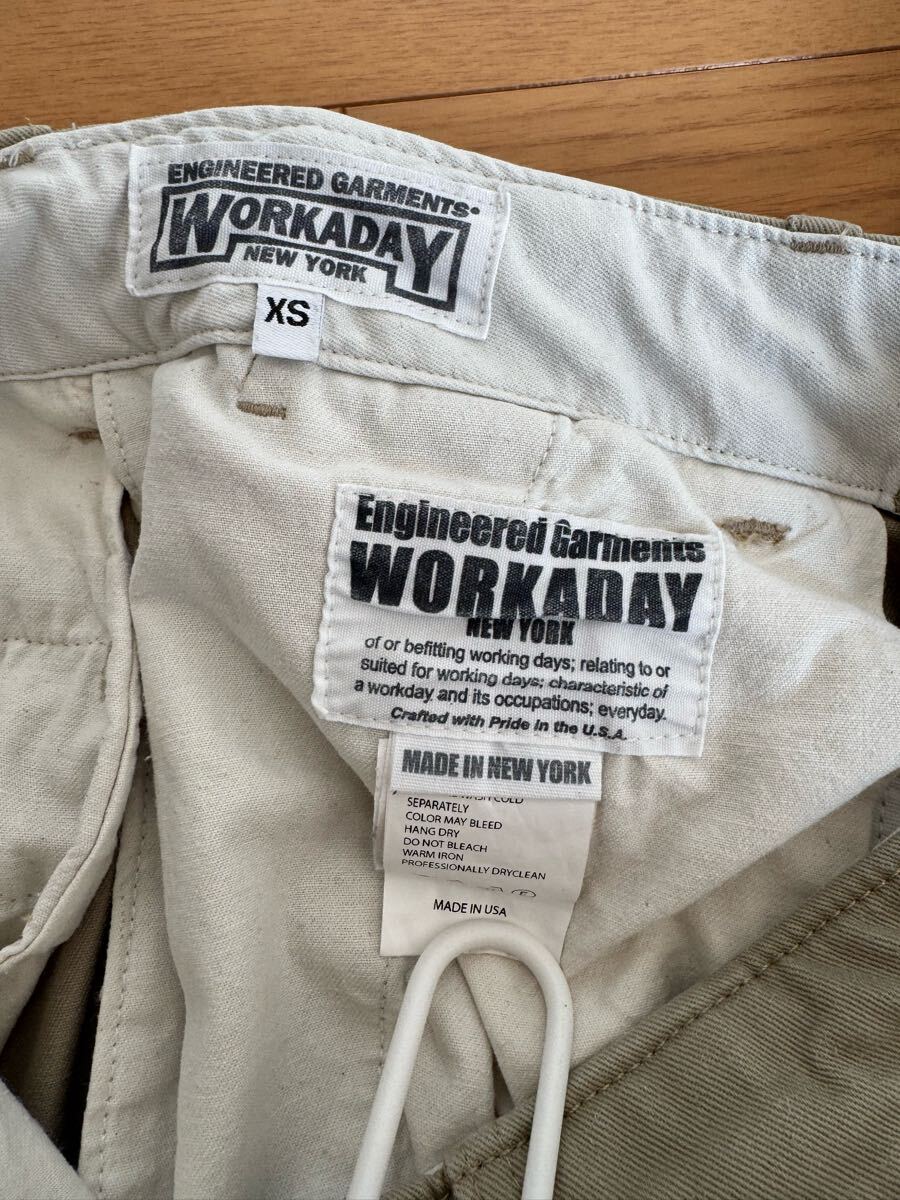 ENGINEERED GARMENTS
WORKADAY
NEW YORK
XS
Engineered Garments
WORKADAY
NEW YORK
of or befitting working days; relating to or
suited for working days; characteristic of
a workday and its occupations; everyday.
Crafted with Pride in the U.S.A.
MADE IN NEW YORK
WASH COLD
SEPARATELY
COLOR MAY BLEED
HANG DRY
DO NOT BLEACH
WARM IRON
PROFESSIONALLY DRYCLEAN
MADE IN USA